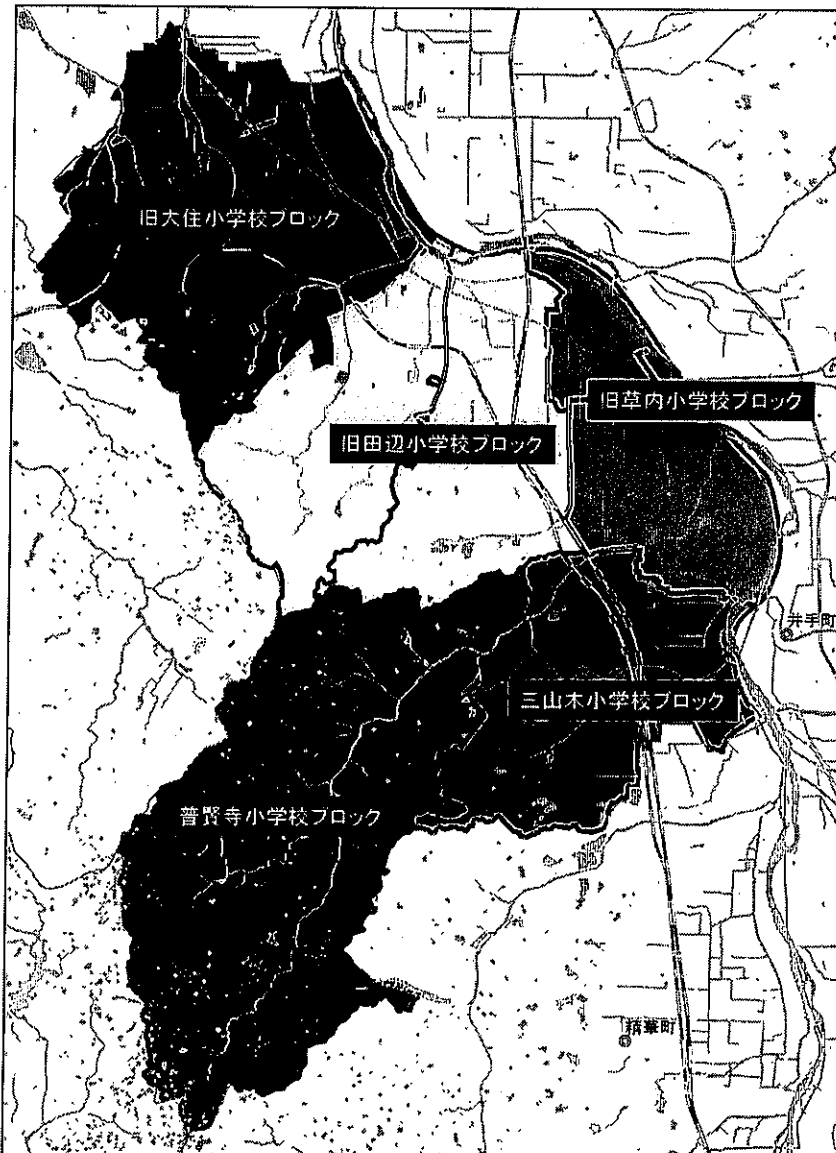 旧大住小学校ブロック
旧草内小学校ブロック
旧田辺小学校ブロック
井手町
三山木小学校ブロック
普賢寺小学校ブロック
精華町